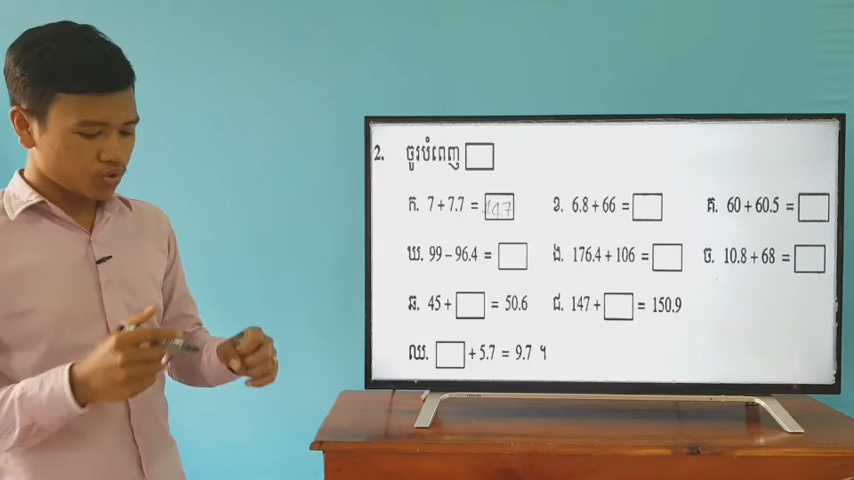 2. ចូរបំពេញ
ក. 7 + 7.7 = 14.7 ខ. 6.8 + 66 = គ. 60 + 60.5 =
ឃ. 99 – 96.4 = ង. 176.4 + 106 = ច. 10.8 + 68 =
ឆ. 45 + = 50.6 ជ. 147 + = 150.9
ឈ. + 5.7 = 9.7 ។